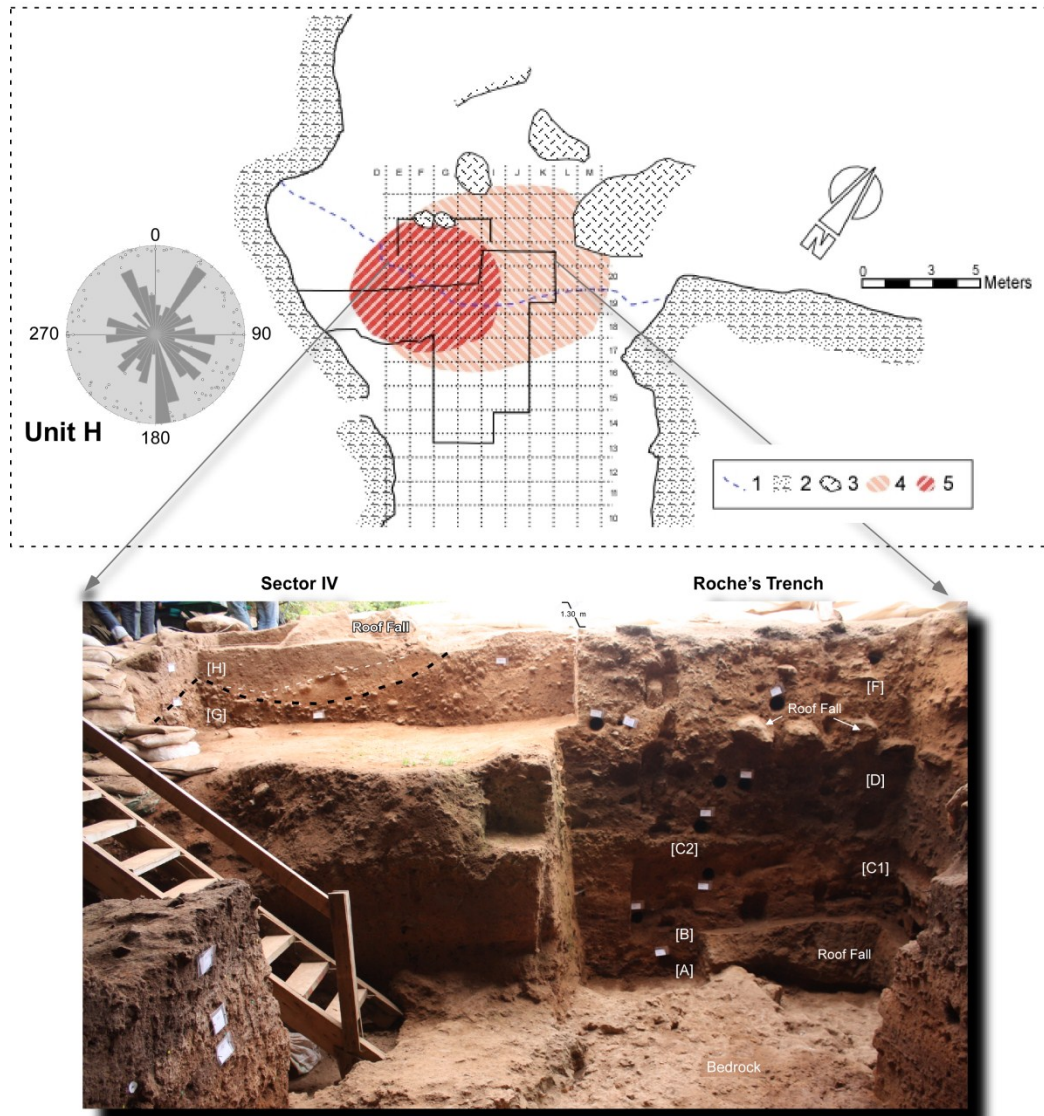 D E F G I J K L M
0
270
90
180
Unit H
N
0 3 5
Meters
20
19
18
17
16
15
14
13
12
11
10
1 2 3 4 5
Sector IV
Roche's Trench
1.30 m
Roof Fall
[H]
[G]
[F]
Roof Fall
[D]
[C2]
[C1]
[B]
[A]
Roof Fall
Bedrock